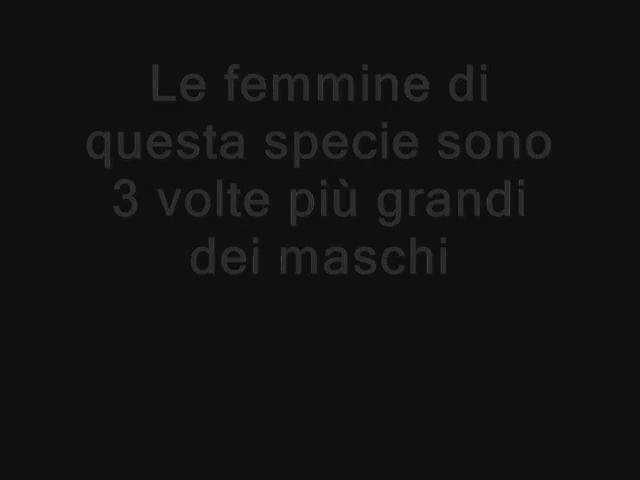 Le femmine di
questa specie sono
3 volte più grandi
dei maschi